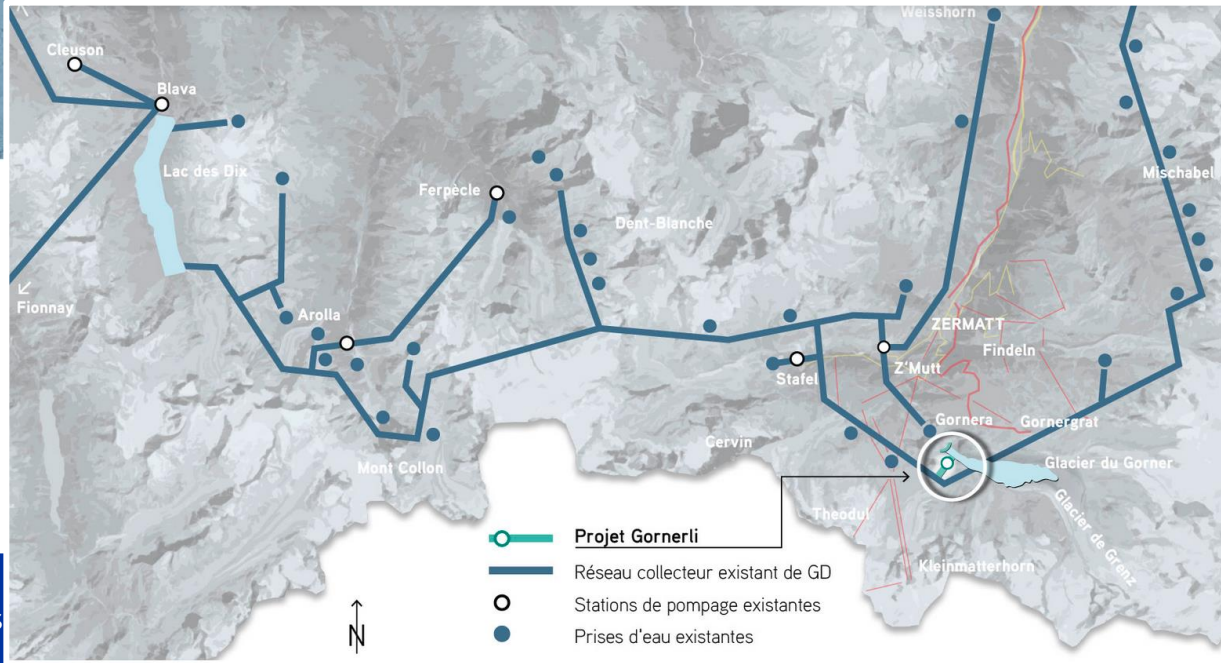 Weisshorn
Cleuson
Blava
Lac des Dix
Ferpècle
Mischabel
Dent-Blanche
Fionnay
Arolla
ZERMATT
Findeln
Stafel
Z'Mutt
Gornera
Gornergrat
Cervin
Mont Collon
Glacier du Gorner
Theodul
Glacier de Grenz
Kleinmatterhorn
Projet Gornerli
Réseau collecteur existant de GD
Stations de pompage existantes
Prises d'eau existantes
N
s